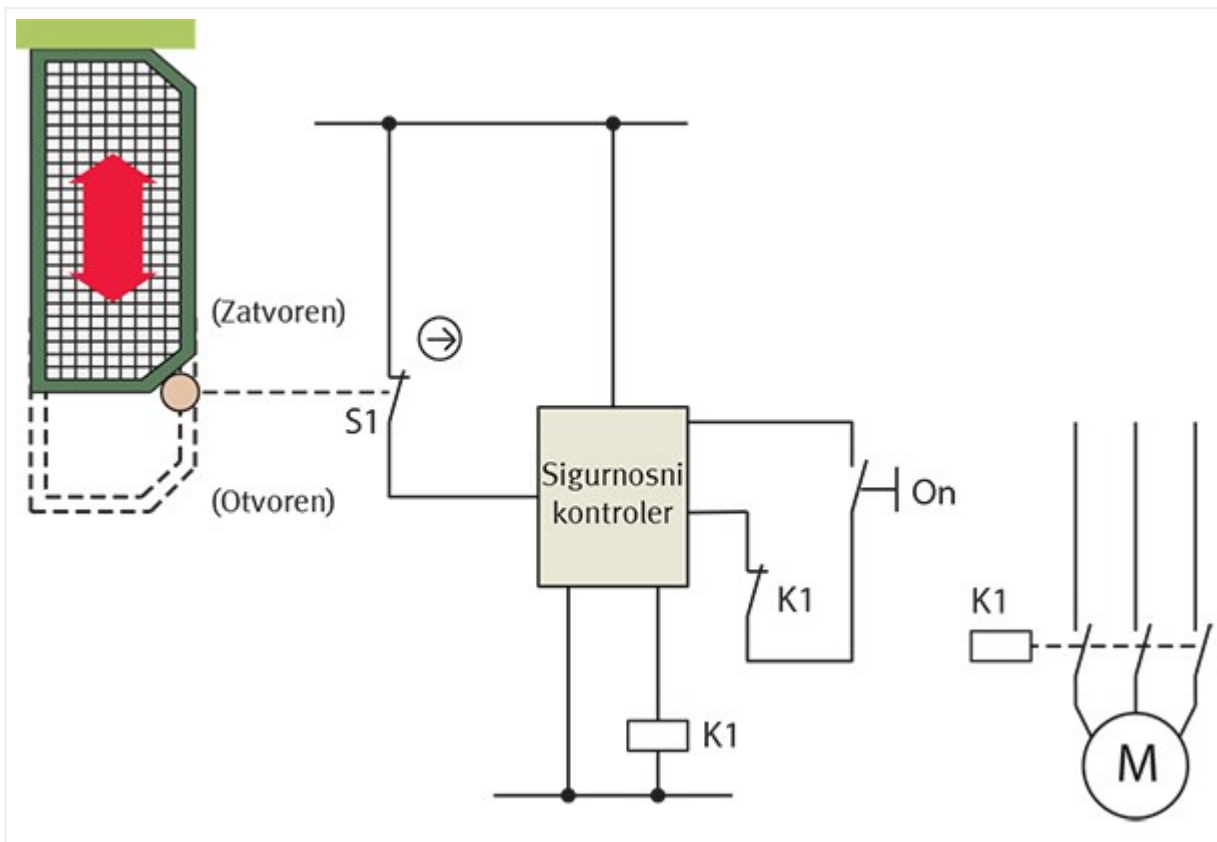 (Zatvoren)
S1
(Otvoren)
Sigurnosni
kontroler
On
K1
K1
K1
M